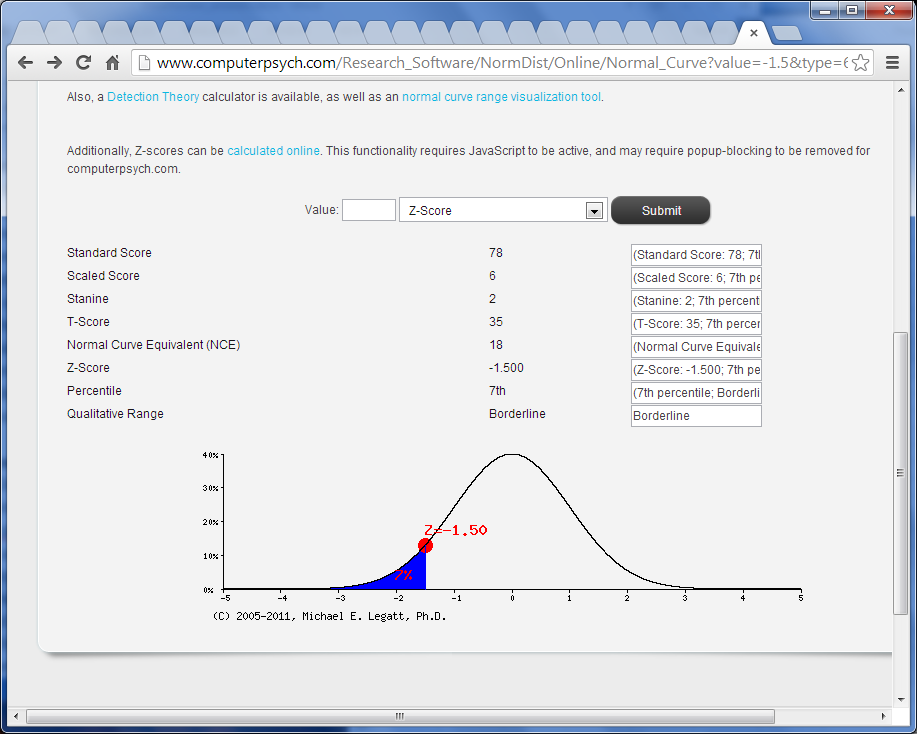 www.computerpsych.com/Research_Software/NormDist/Online/Normal_Curve?value=-1.5&type=6
Also, a Detection Theory calculator is available, as well as an normal curve range visualization tool.
Additionally, Z-scores can be calculated online. This functionality requires JavaScript to be active, and may require popup-blocking to be removed for
computerpsych.com.
Value: Z-Score Submit
Standard Score 78 (Standard Score: 78; 7th
Scaled Score 6 (Scaled Score: 6; 7th pe
Stanine 2 (Stanine: 2; 7th percent
T-Score 35 (T-Score: 35; 7th percer
Normal Curve Equivalent (NCE) 18 (Normal Curve Equivale
Z-Score -1.500 (Z-Score: -1.500; 7th pe
Percentile 7th (7th percentile; Borderli
Qualitative Range Borderline Borderline
40%
30%
20%
Z=-1.50
10%
7%
0%
-5 -4 -3 -2 -1 0 1 2 3 4 5
(C) 2005-2011, Michael E. Legatt, Ph.D.